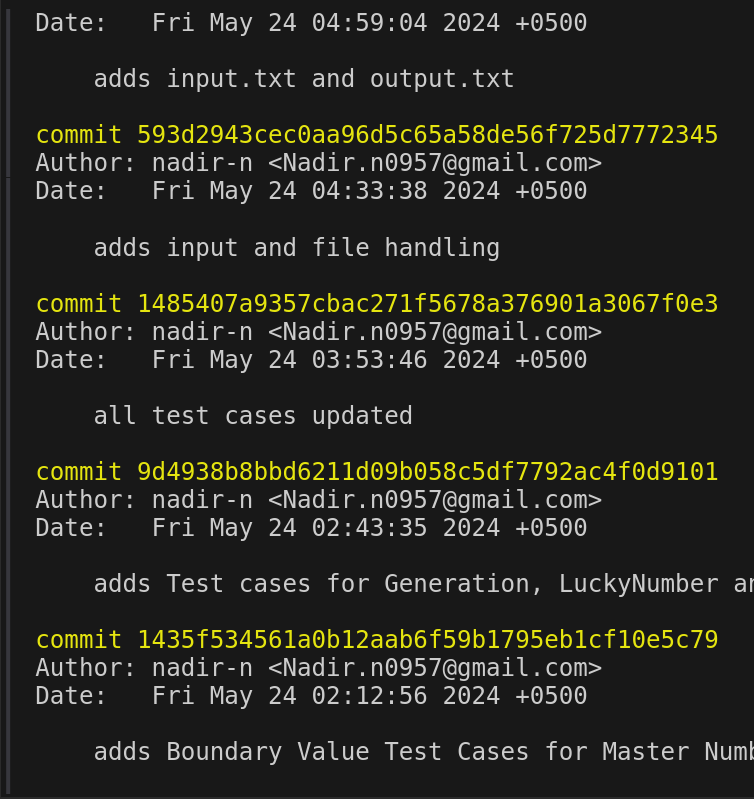 Date:   Fri May 24 04:59:04 2024 +0500
adds input.txt and output.txt
commit 593d2943cec0aa96d5c65a58de56f725d7772345
Author: nadir-n <Nadir.n0957@gmail.com>
Date:   Fri May 24 04:33:38 2024 +0500
adds input and file handling
commit 1485407a9357cbac271f5678a376901a3067f0e3
Author: nadir-n <Nadir.n0957@gmail.com>
Date:   Fri May 24 03:53:46 2024 +0500
all test cases updated
commit 9d4938b8bbd6211d09b058c5df7792ac4f0d9101
Author: nadir-n <Nadir.n0957@gmail.com>
Date:   Fri May 24 02:43:35 2024 +0500
adds Test cases for Generation, LuckyNumber
commit 1435f534561a0b12aab6f59b1795eb1cf10e5c79
Author: nadir-n <Nadir.n0957@gmail.com>
Date:   Fri May 24 02:12:56 2024 +0500
adds Boundary Value Test Cases for Master